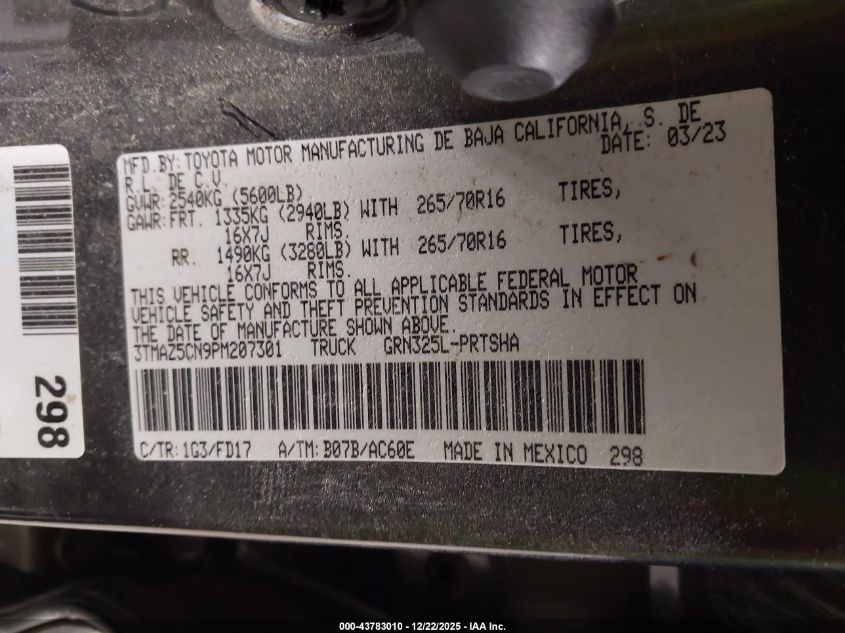 MFD.BY:TOYOTA MOTOR MANUFACTURING DE BAJA CALIFORNIA, S. DE
R.L. DE C.V. DATE: 03/23
GVWR:2540KG (5600LB)
GAWR:FRT. 1335KG (2940LB) WITH 265/70R16 TIRES,
16X7J RIMS.
RR. 1490KG (3280LB) WITH 265/70R16 TIRES,
16X7J RIMS.
THIS VEHICLE CONFORMS TO ALL APPLICABLE FEDERAL MOTOR
VEHICLE SAFETY AND THEFT PREVENTION STANDARDS IN EFFECT ON
THE DATE OF MANUFACTURE SHOWN ABOVE.
3TMAZ5CN9PM207301 TRUCK GRN325L-PRTSHA
C/TR:1G3/FD17 A/TM:B07B/AC60E MADE IN MEXICO 298
298
000-43783010 - 12/22/2025 - IAA Inc.